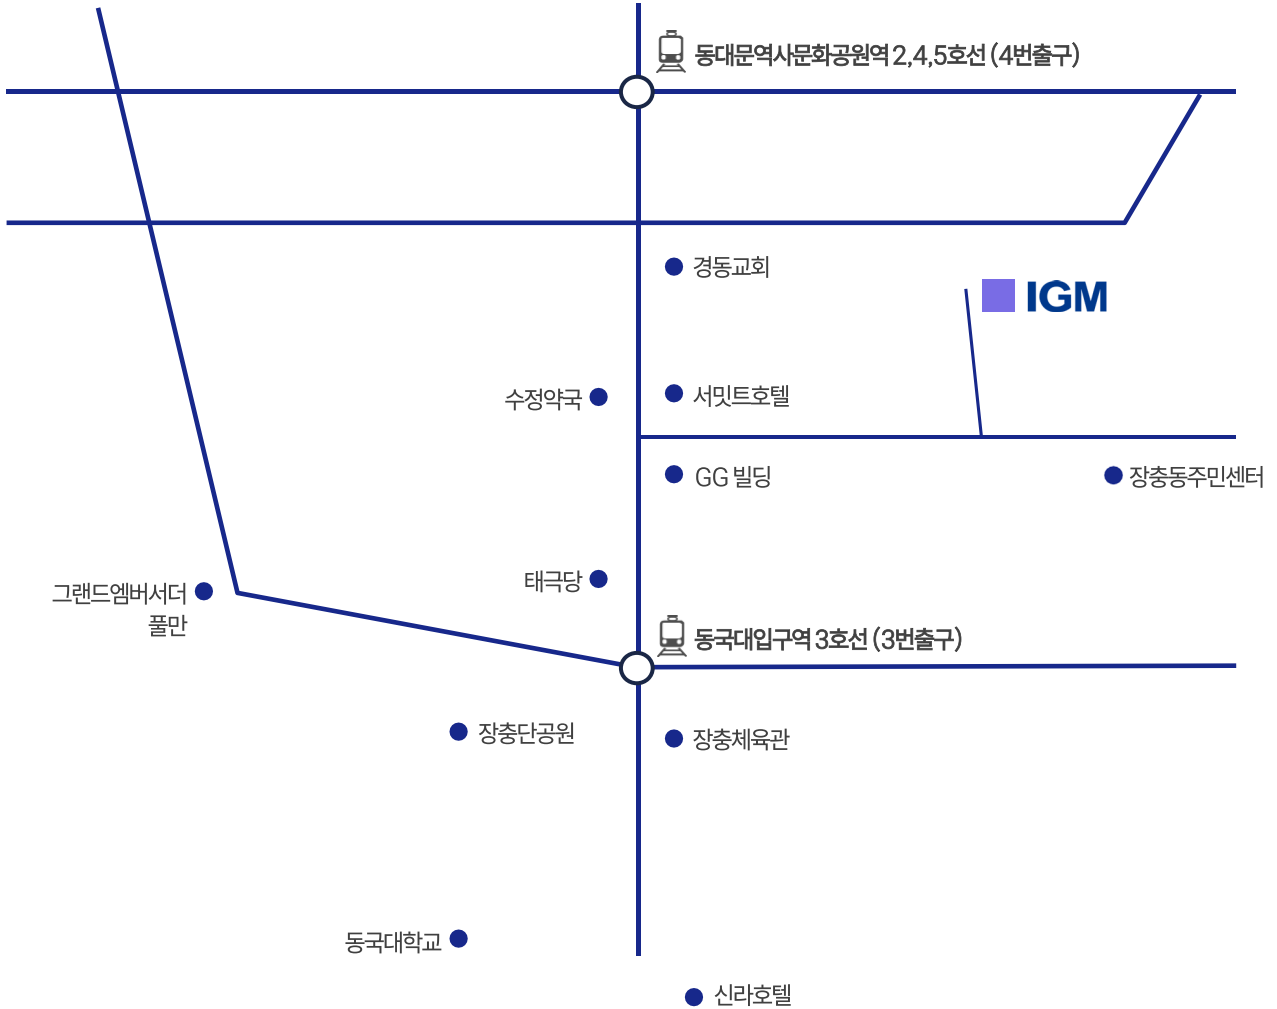 동대문역사문화공원역 2,4,5호선 (4번출구)
경동교회
IGM
수정약국
서밋트호텔
GG 빌딩
장충동주민센터
태극당
그랜드엠버서더
풀만
동국대입구역 3호선 (3번출구)
장충단공원
장충체육관
동국대학교
신라호텔